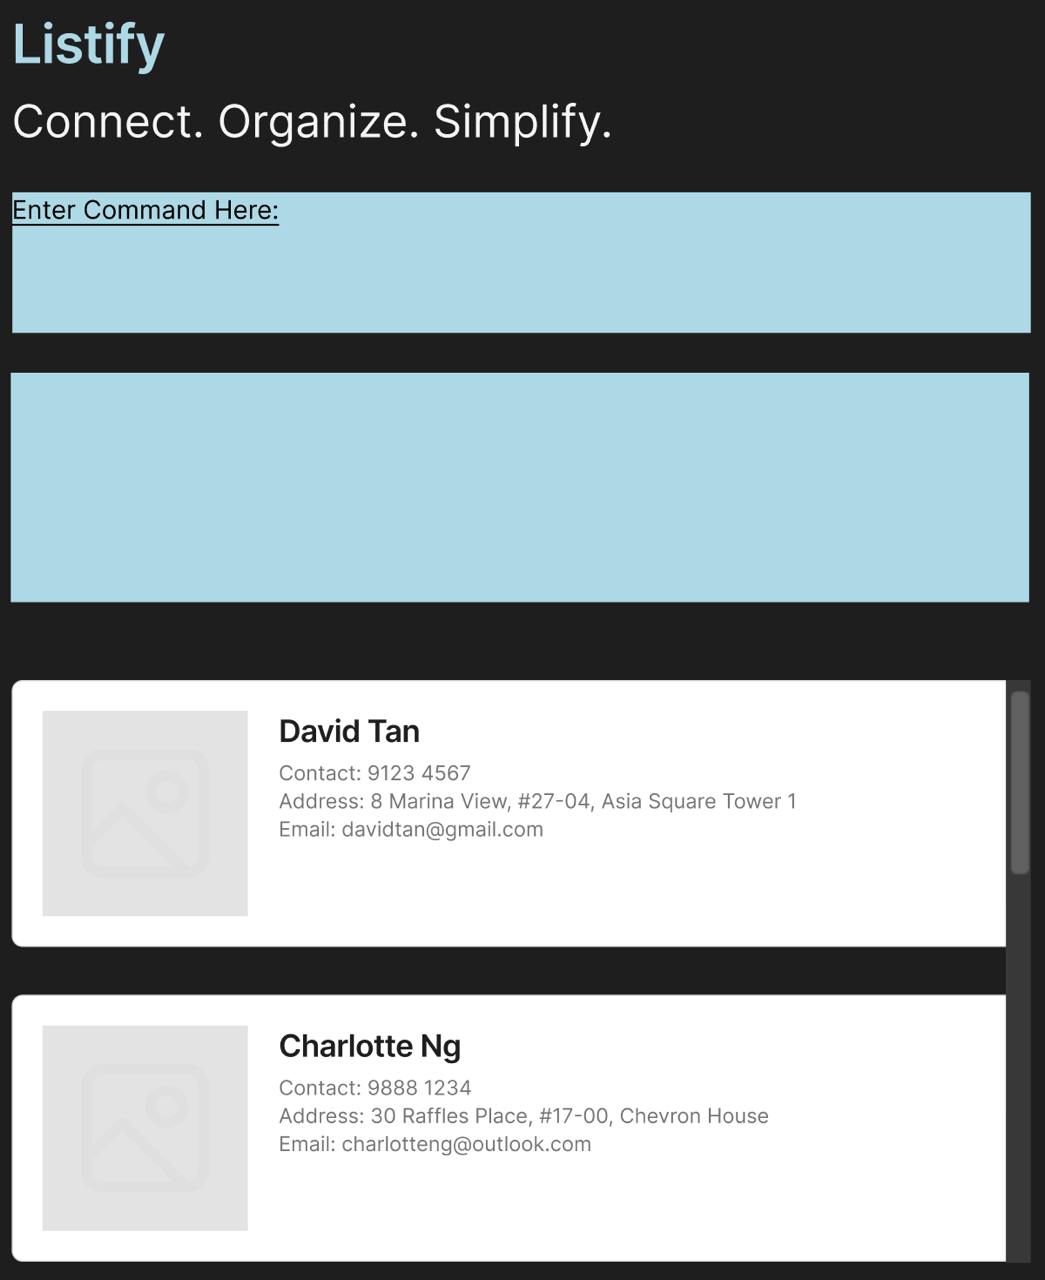 Listify
Connect. Organize. Simplify.
Enter Command Here:
David Tan
Contact: 9123 4567
Address: 8 Marina View, #27-04, Asia Square Tower 1
Email: davidtan@gmail.com
Charlotte Ng
Contact: 9888 1234
Address: 30 Raffles Place, #17-00, Chevron House
Email: charlotteng@outlook.com